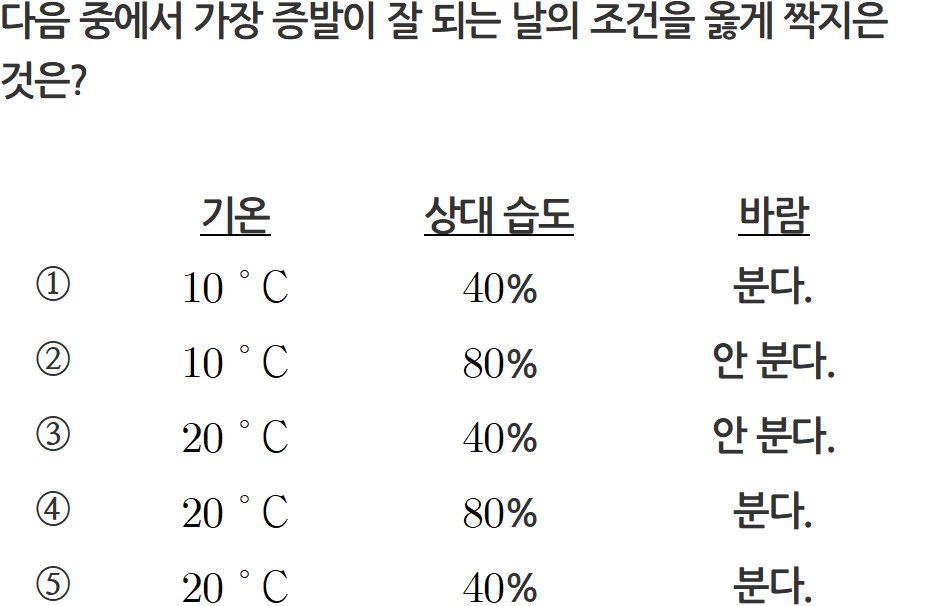 다음 중에서 가장 증발이 잘 되는 날의 조건을 옳게 짝지은
것은?
기온 상대 습도 바람
① 10 °C 40% 분다.
② 10 °C 80% 안 분다.
③ 20 °C 40% 안 분다.
④ 20 °C 80% 분다.
⑤ 20 °C 40% 분다.